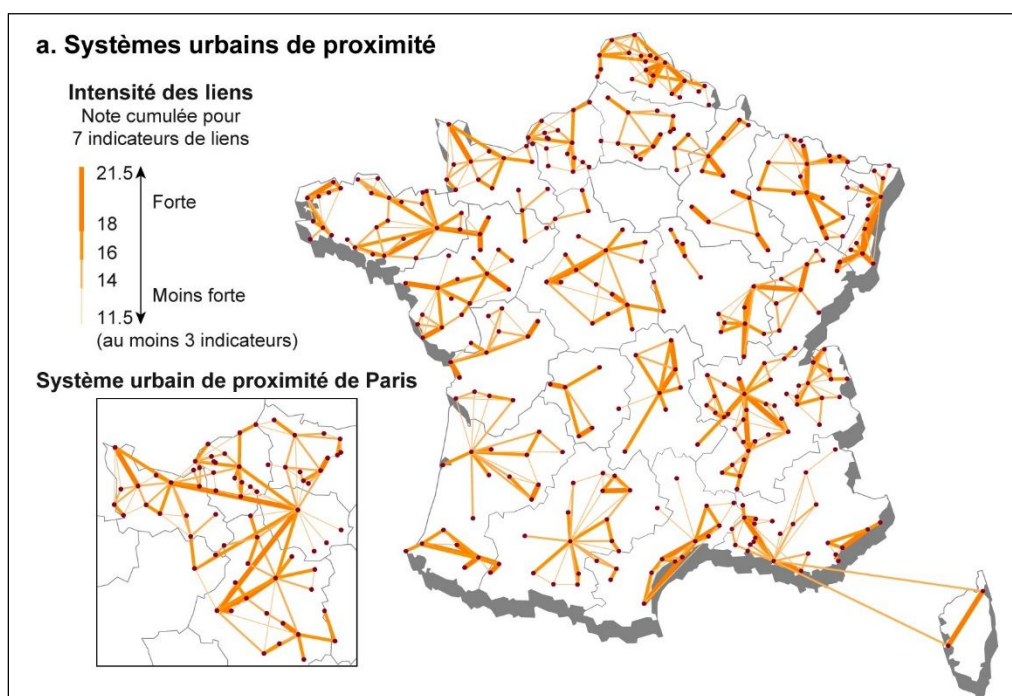 a. Systèmes urbains de proximité
Intensité des liens
Note cumulée pour
7 indicateurs de liens
21.5
Forte
18
16
14
Moins forte
11.5
(au moins 3 indicateurs)
Système urbain de proximité de Paris